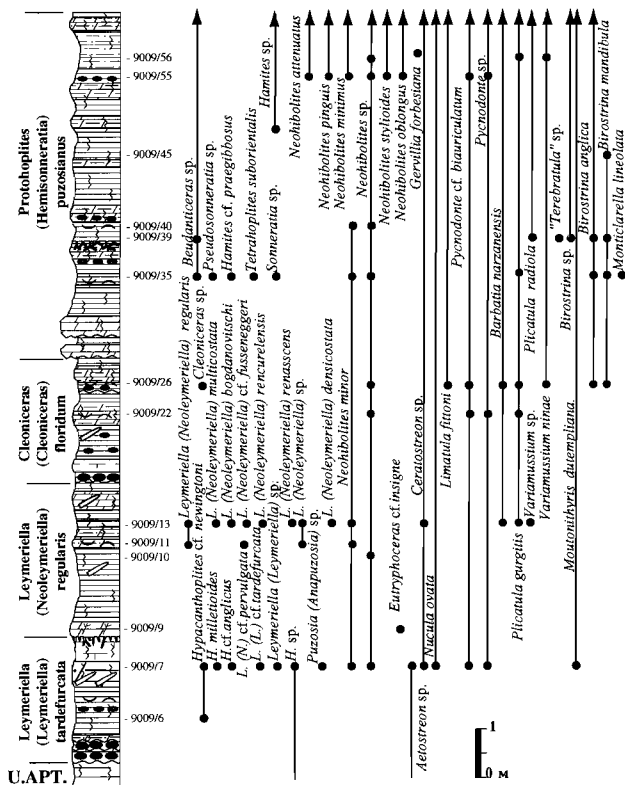 Protohoplites
(Hemisonneratia)
puzosianus
Cleoniceras
(Cleoniceras)
floridum
Leymeriella
(Neoleymeriella)
regularis
Leymeriella
(Leymeriella)
tardefurcata
U.APT.
9009/56
9009/55
9009/45
9009/40
9009/39
9009/35
9009/26
9009/22
9009/13
9009/11
9009/10
9009/9
9009/7
9009/6
Beudanticeras sp.
Pseudosonneratia sp.
Hamites cf. praegibbosus
Tetrahoplites suborientalis
Sonneratia sp.
Hamites sp.
Neohibolites attenuatus
Neohibolites pinguis
Neohibolites minimus
Neohibolites sp.
Neohibolites stylioides
Neohibolites oblongus
Gervillia forbesiana
Pycnodonte cf. biauriculatum
Pycnodonte sp.
Barbatia narzanensis
Plicatula radiola
"Terebratula" sp.
Birostrina sp.
Birostrina anglica
Birostrina mandibula
Monticlarella lineolata
Leymeriella (Neoleymeriella) regularis
Cleoniceras sp.
L. (Neoleymeriella) multicostata
L. (Neoleymeriella) bogdanovitschi
L. (Neoleymeriella) cf. fusseneggeri
L. (Neoleymeriella) rencurelensis
L. (Neoleymeriella) renasscens
L. (Neoleymeriella) sp.
L. (Neoleymeriella) densicostata
Neohibolites minor
Ceratostreon sp.
Limatula fittoni
Variamussium sp.
Variamussium ninae
Hypacanthoplites cf. newingtoni
H. milletioides
H. cf. anglicus
L. (N.) cf. pervulgata
L. (L.) cf. tardefurcata
Leymeriella (Leymeriella) sp.
H. sp.
Puzosia (Anapuzosia) sp.
Eutryphoceras cf. insigne
Nucula ovata
Plicatula gurgitis
Moutonithyris dutempliana
Aetostreon sp.
1
0 м